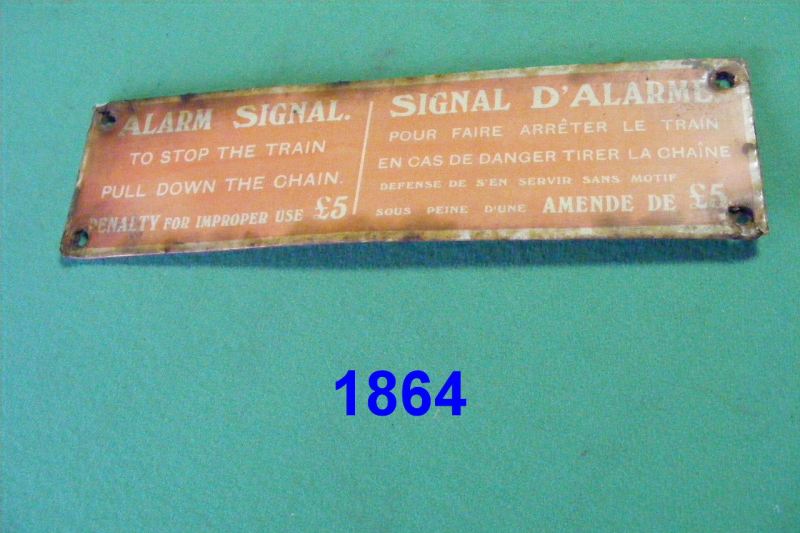 ALARM SIGNAL.
TO STOP THE TRAIN
PULL DOWN THE CHAIN.
PENALTY FOR IMPROPER USE £5
SIGNAL D'ALARME
POUR FAIRE ARRÊTER LE TRAIN
EN CAS DE DANGER TIRER LA CHAÎNE
DEFENSE DE S'EN SERVIR SANS MOTIF
SOUS PEINE D'UNE AMENDE DE £5
1864